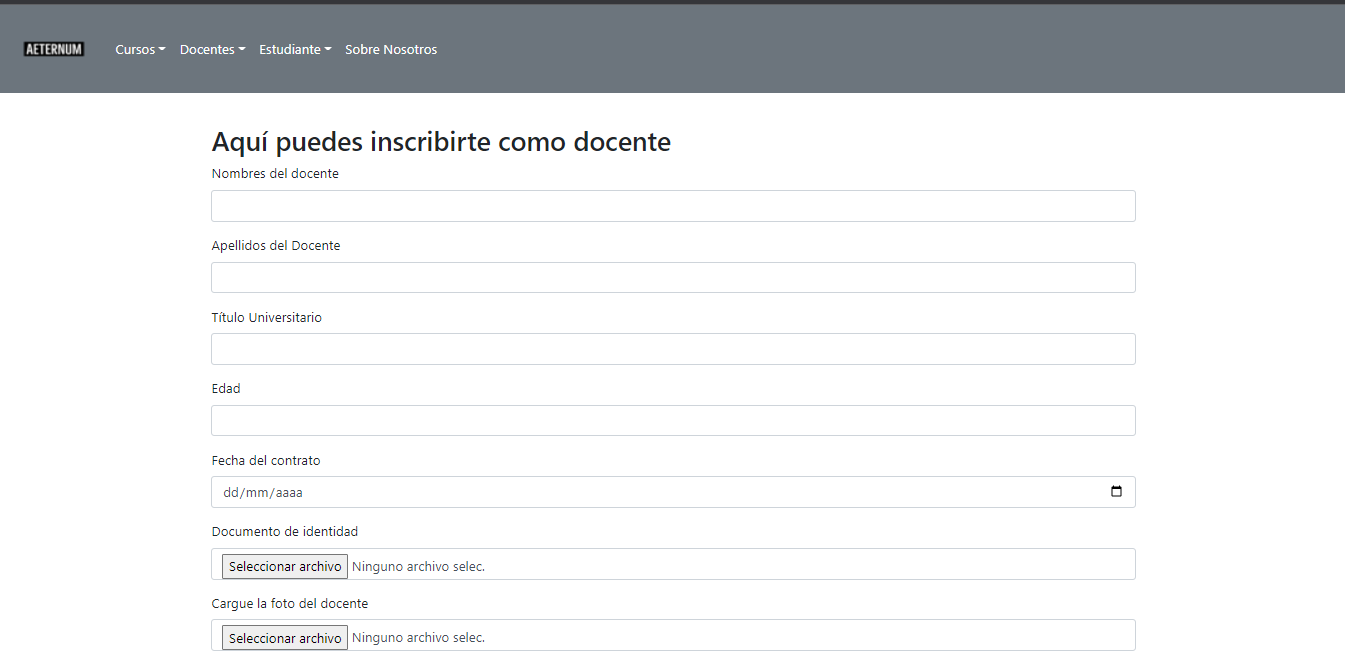 AETERNUM Cursos Docentes Estudiante Sobre Nosotros
Aquí puedes inscribirte como docente
Nombres del docente
Apellidos del Docente
Título Universitario
Edad
Fecha del contrato
dd/mm/aaaa
Documento de identidad
Seleccionar archivo Ninguno archivo selec.
Cargue la foto del docente
Seleccionar archivo Ninguno archivo selec.